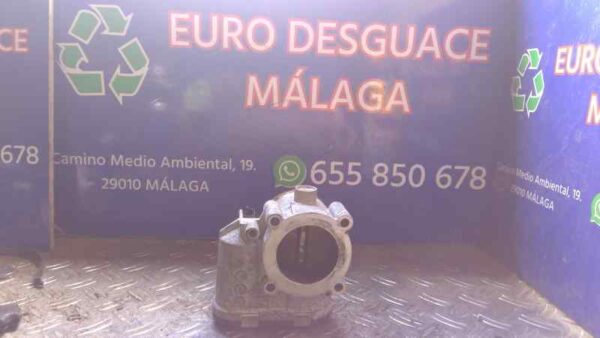 EURO DESGUACE
MÁLAGA
Camino Medio Ambiental, 19.
29010 MÁLAGA
655 850 678
CE
678
EURO
M
Camino Medio Ambiental, 19.
29010 MÁLAGA